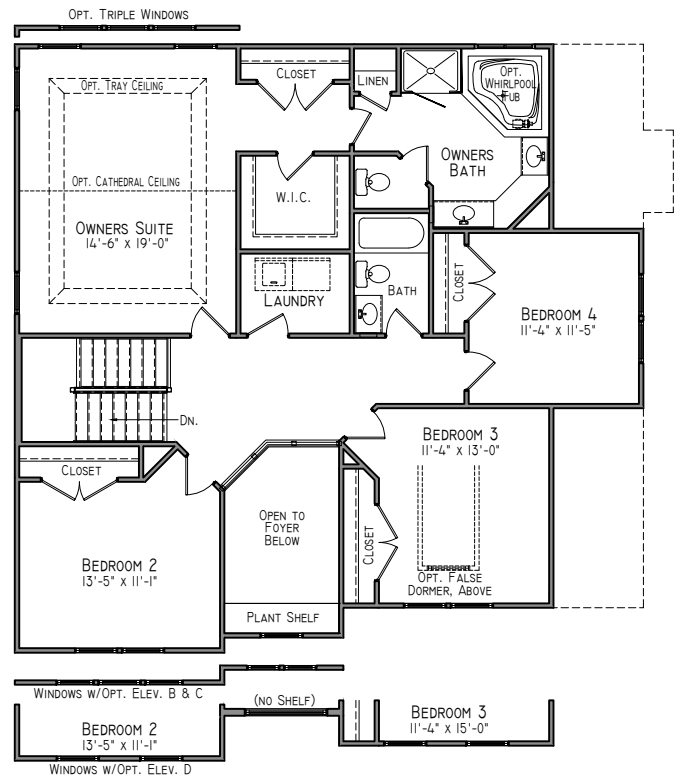 OPT. TRIPLE WINDOWS
CLOSET
LINEN
OPT.
WHIRLPOOL
TUB
OPT. TRAY CEILING
OWNERS
BATH
OPT. CATHEDRAL CEILING
W.I.C.
OWNERS SUITE
14'-6" X 19'-0"
LAUNDRY
BATH
CLOSET
BEDROOM 4
11'-4" X 11'-5"
DN.
BEDROOM 3
11'-4" X 13'-0"
CLOSET
OPEN TO
FOYER
BELOW
CLOSET
BEDROOM 2
13'-5" X 11'-1"
OPT. FALSE
DORMER, ABOVE
PLANT SHELF
WINDOWS W/OPT. ELEV. B & C
(NO SHELF)
BEDROOM 2
13'-5" X 11'-1"
BEDROOM 3
11'-4" X 15'-0"
WINDOWS W/OPT. ELEV. D